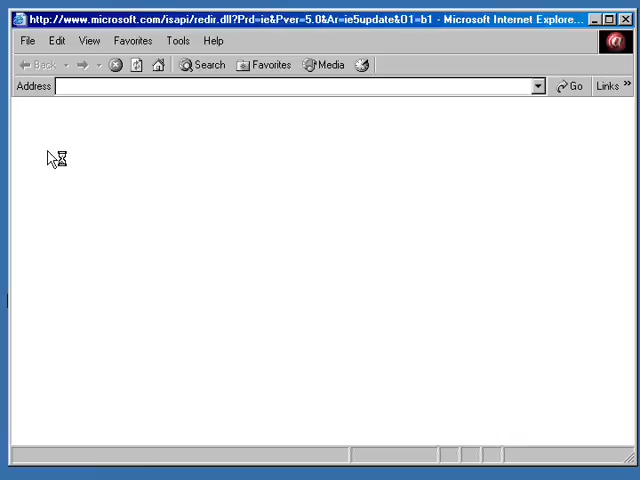 http://www.microsoft.com/isapi/redir.dll?Prd=ie&Pver=5.0&Ar=ie5update&O1=b1 - Microsoft Internet Explore...
File Edit View Favorites Tools Help
Back Search Favorites Media
Address Go Links »